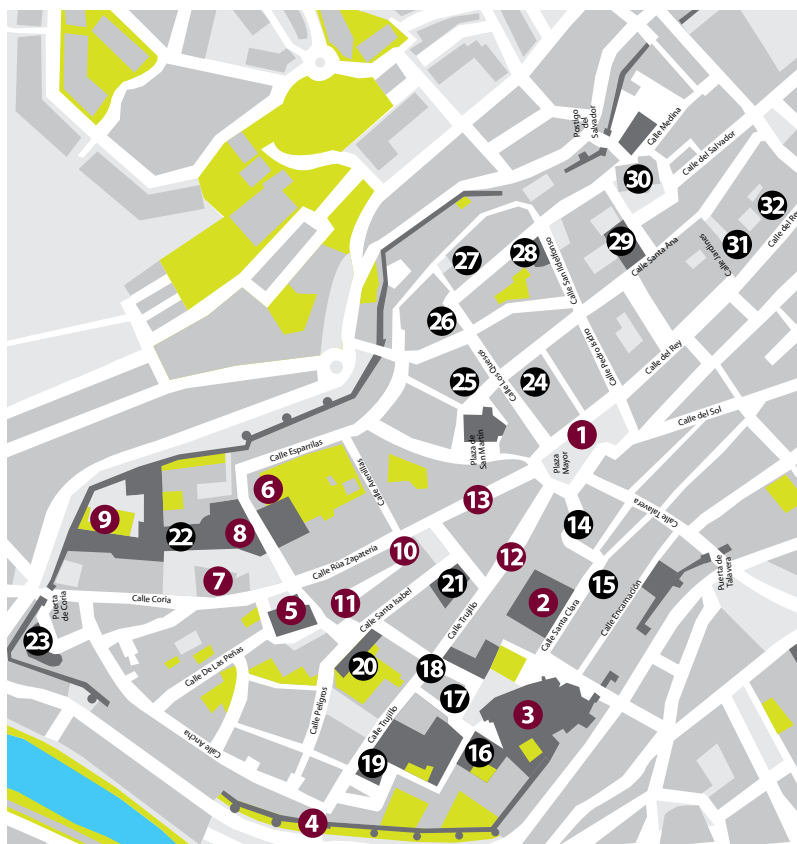 Postigo
del
Salvador
Calle Medina
Calle del Salvador
30
32
Calle del Rey
31
Calle Jardines
29
Calle Santa Ana
28
Calle San Ildefonso
27
26
Calle Pedro Isidro
Calle del Rey
25
Calle Los Quesos
24
Calle del Sol
1
Plaza de
San Martín
Plaza
Mayor
Calle Esparrilas
Calle Arenillas
6
13
Calle Talavera
9
22
8
14
10
12
Puerta de
Talavera
Calle Rúa Zapatería
7
Calle Coria
Puerta
de Coria
5
11
Calle Santa Isabel
21
2
15
Calle Encarnación
Calle Trujillo
Calle Santa Clara
23
Calle De Las Peñas
20
18
17
Calle Peligros
3
Calle Ancha
Calle Trujillo
19
16
4